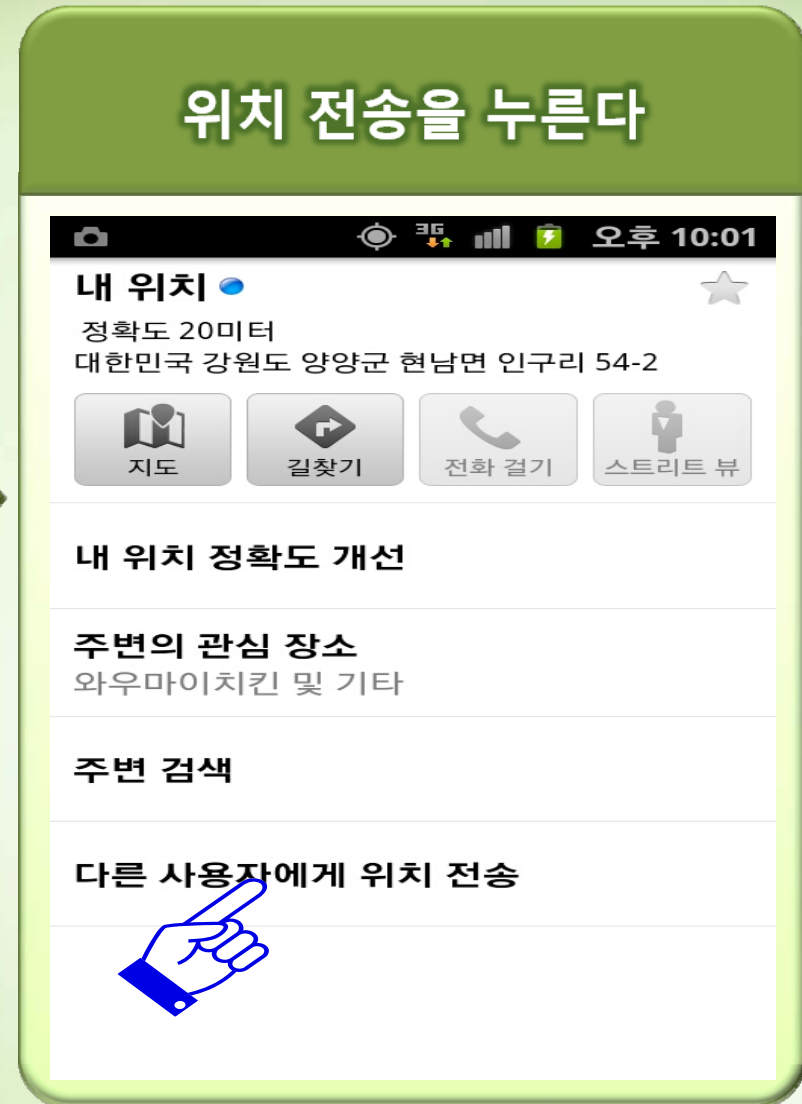 위치 전송을 누른다
3G 오후 10:01
내 위치
정확도 20미터
대한민국 강원도 양양군 현남면 인구리 54-2
지도 길찾기 전화 걸기 스트리트 뷰
내 위치 정확도 개선
주변의 관심 장소
와우마이치킨 및 기타
주변 검색
다른 사용자에게 위치 전송